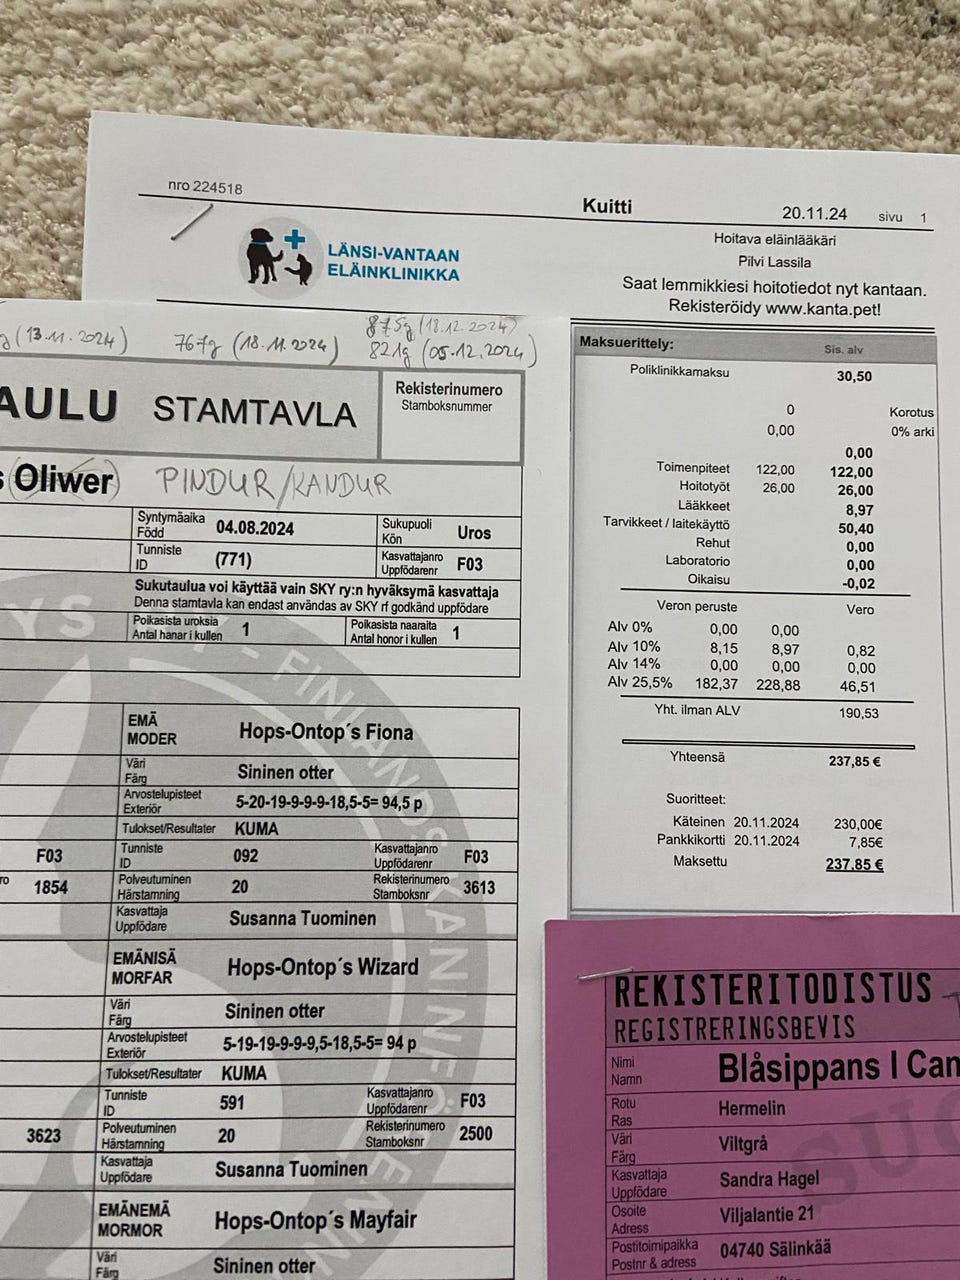 nro 224518
Kuitti
20.11.24 sivu 1
LÄNSI-VANTAAN
ELÄINKLINIKKA
Hoitava eläinlääkäri
Pilvi Lassila
Saat lemmikkiesi hoitotiedot nyt kantaan.
Rekisteröidy www.kanta.pet!
Maksuerittely: Sis. alv
Poliklinikkamaksu 30,50
0 Korotus
0,00 0% arki
0,00
Toimenpiteet 122,00 122,00
Hoitotyöt 26,00 26,00
Lääkkeet 8,97
Tarvikkeet / laitekäyttö 50,40
Rehut 0,00
Laboratorio 0,00
Oikaisu -0,02
Veron peruste Vero
Alv 0% 0,00 0,00
Alv 10% 8,15 8,97 0,82
Alv 14% 0,00 0,00 0,00
Alv 25,5% 182,37 228,88 46,51
Yht. ilman ALV 190,53
Yhteensä 237,85 €
Suoritteet:
Käteinen 20.11.2024 230,00€
Pankkikortti 20.11.2024 7,85€
Maksettu 237,85 €
g (13.11.2024) 767g (18.11.2024) 875g (18.12.2024)
821g (05.12.2024)
AULU STAMTAVLA
Rekisterinumero
Stamboksnummer
s Oliwer PINDUR/KANDUR
Syntymäaika
Född 04.08.2024
Sukupuoli
Kön Uros
Tunniste
ID (771)
Kasvattajanro
Uppfödarenr F03
Sukutaulua voi käyttää vain SKY ry:n hyväksymä kasvattaja
Denna stamtavla kan endast användas av SKY rf godkänd uppfödare
Poikasista uroksia
Antal hanar i kullen 1
Poikasista naaraita
Antal honor i kullen 1
EMÄ
MODER Hops-Ontop´s Fiona
Väri
Färg Sininen otter
Arvostelupisteet
Exteriör 5-20-19-9-9-9-18,5-5= 94,5 p
Tulokset/Resultater KUMA
F03
Tunniste
ID 092
Kasvattajanro
Uppfödarenr F03
ro 1854
Polveutuminen
Härstamning 20
Rekisterinumero
Stamboksnr 3613
Kasvattaja
Uppfödare Susanna Tuominen
EMÄNISÄ
MORFAR Hops-Ontop´s Wizard
Väri
Färg Sininen otter
Arvostelupisteet
Exteriör 5-19-19-9-9-9,5-18,5-5= 94 p
Tulokset/Resultater KUMA
Tunniste
ID 591
Kasvattajanro
Uppfödarenr F03
3623
Polveutuminen
Härstamning 20
Rekisterinumero
Stamboksnr 2500
Kasvattaja
Uppfödare Susanna Tuominen
EMÄNEMÄ
MORMOR Hops-Ontop´s Mayfair
Väri
Färg Sininen otter
REKISTERITODISTUS
REGISTRERINGSBEVIS
Nimi
Namn Blåsippans I Can
Rotu
Ras Hermelin
Väri
Färg Viltgrå
Kasvattaja
Uppfödare Sandra Hagel
Osoite
Adress Viljalantie 21
Postitoimipaikka
Postnr & adress 04740 Sälinkää